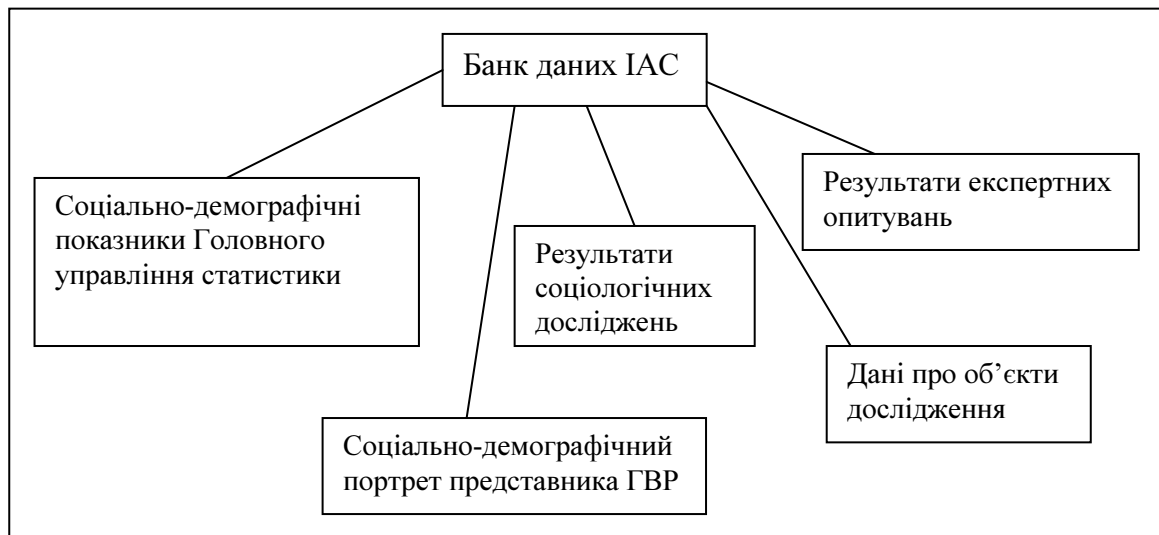 Банк даних ІАС
Соціально-демографічні
показники Головного
управління статистики
Результати
соціологічних
досліджень
Результати експертних
опитувань
Соціально-демографічний
портрет представника ГВР
Дані про об’єкти
дослідження